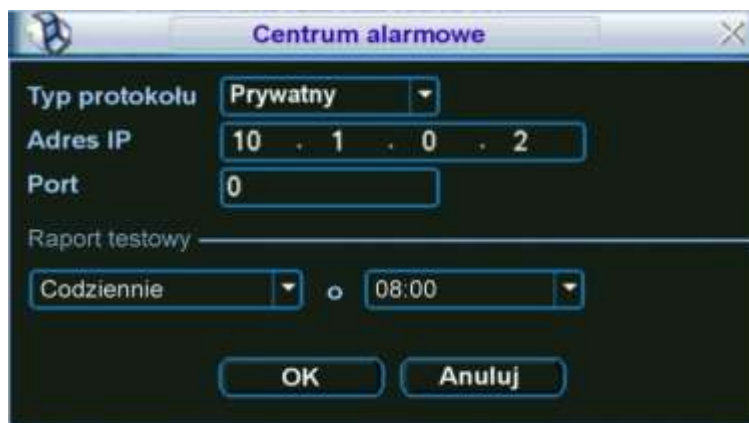 Centrum alarmowe
Typ protokołu Prywatny
Adres IP 10 . 1 . 0 . 2
Port 0
Raport testowy
Codziennie o 08:00
OK Anuluj